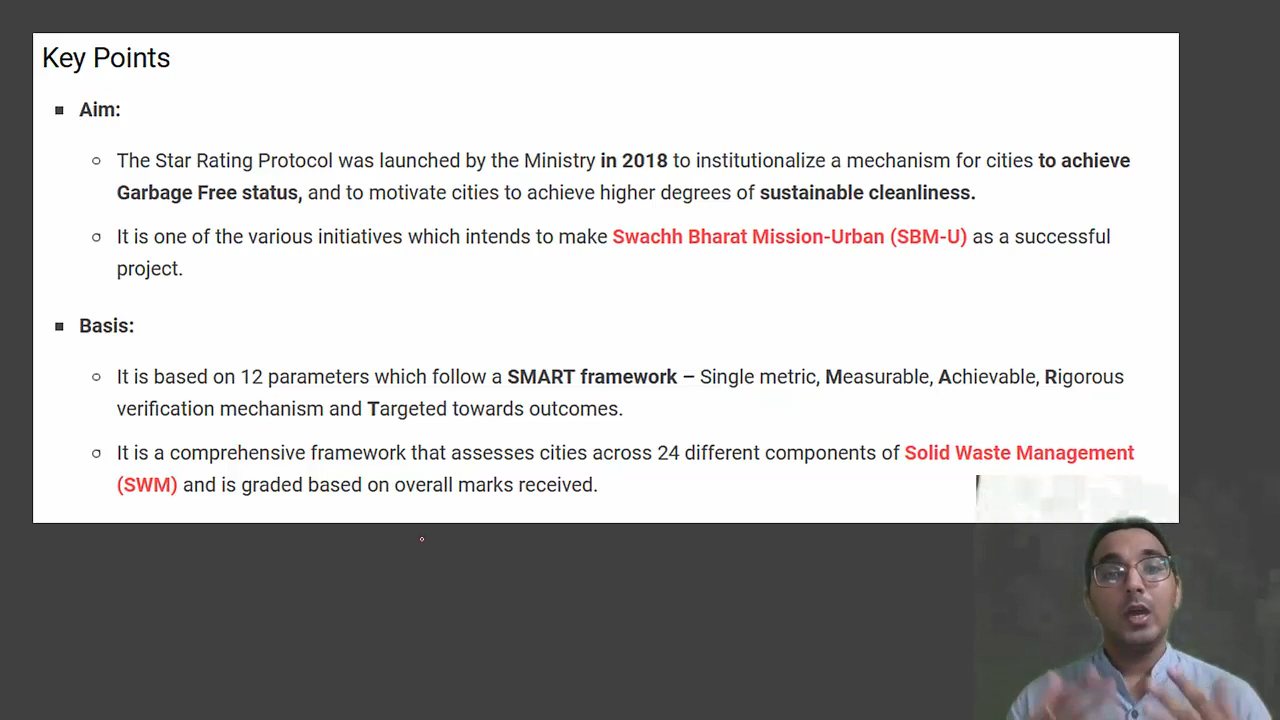 Key Points
Aim:
The Star Rating Protocol was launched by the Ministry in 2018 to institutionalize a mechanism for cities to achieve
Garbage Free status, and to motivate cities to achieve higher degrees of sustainable cleanliness.
It is one of the various initiatives which intends to make Swachh Bharat Mission-Urban (SBM-U) as a successful
project.
Basis:
It is based on 12 parameters which follow a SMART framework – Single metric, Measurable, Achievable, Rigorous
verification mechanism and Targeted towards outcomes.
It is a comprehensive framework that assesses cities across 24 different components of Solid Waste Management
(SWM) and is graded based on overall marks received.